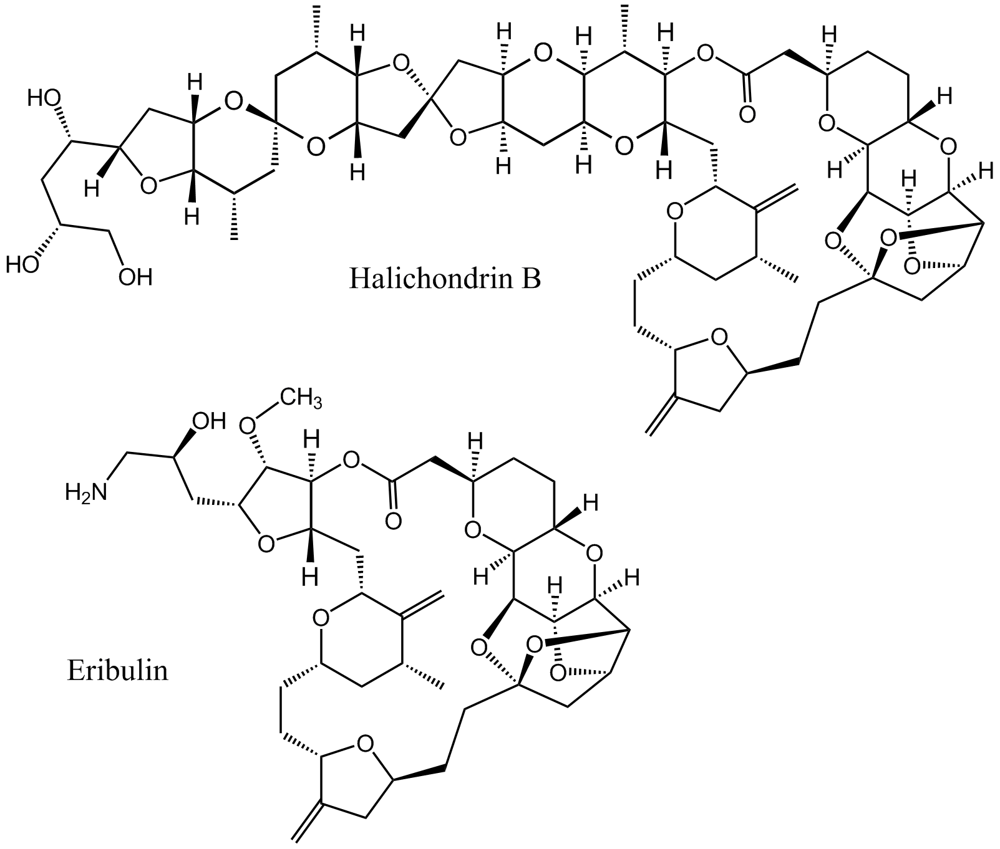 H H H H H
O O O
HO H O H
O O
O O O O
H H H H H H
H O H
H O
O O
HO OH Halichondrin B O
O
CH3
OH O
H H
O
H2N H
O O
O O
H H H H
O
O O
Eribulin O
O